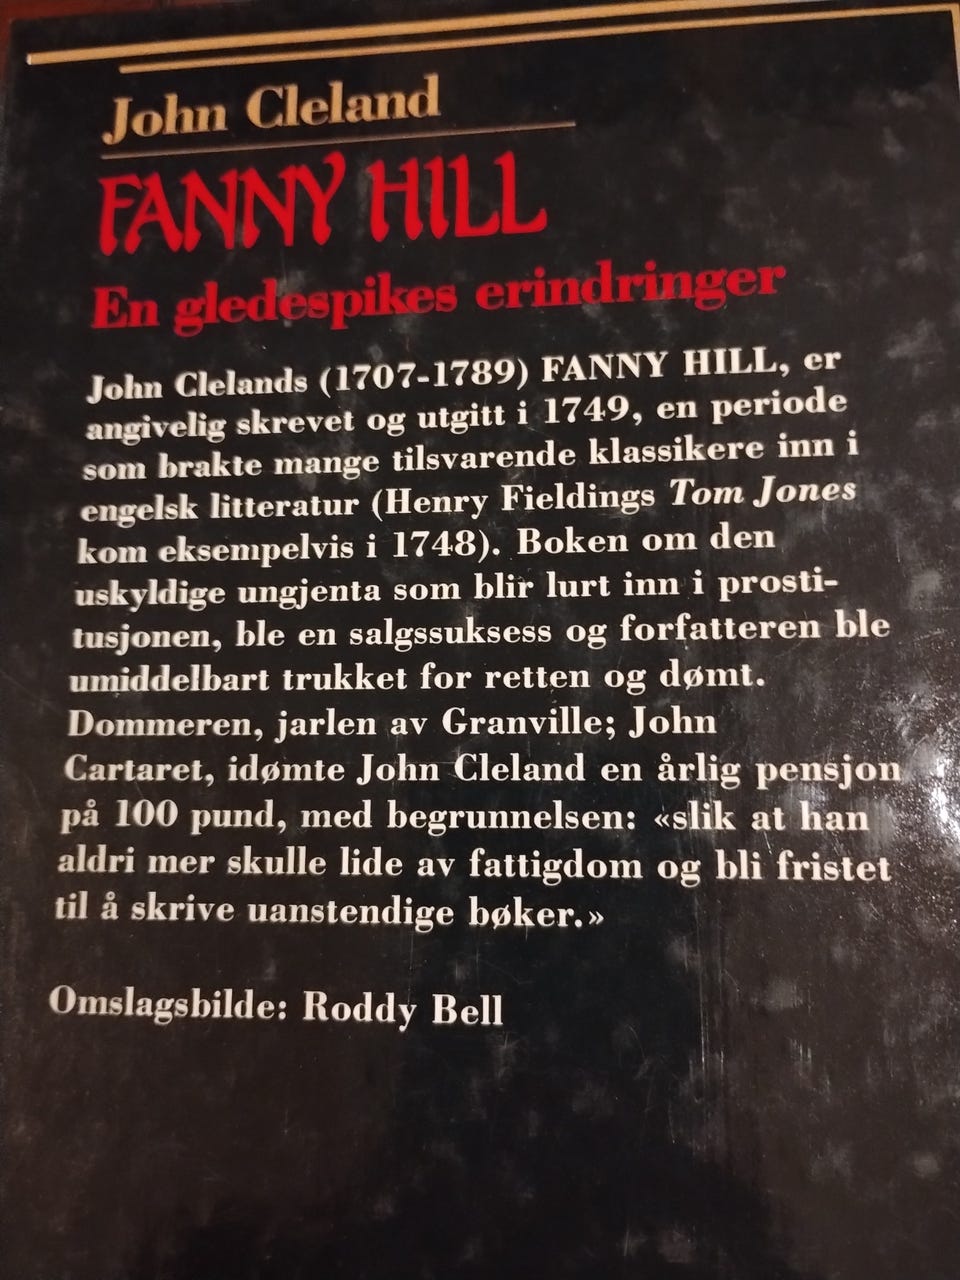 John Cleland
FANNY HILL
En gledespikes erindringer
John Clelands (1707-1789) FANNY HILL, er
angivelig skrevet og utgitt i 1749, en periode
som brakte mange tilsvarende klassikere inn i
engelsk litteratur (Henry Fieldings Tom Jones
kom eksempelvis i 1748). Boken om den
uskyldige ungjenta som blir lurt inn i prosti-
tusjonen, ble en salgssuksess og forfatteren ble
umiddelbart trukket for retten og dømt.
Dommeren, jarlen av Granville; John
Cartaret, idømte John Cleland en årlig pensjon
på 100 pund, med begrunnelsen: «slik at han
aldri mer skulle lide av fattigdom og bli fristet
til å skrive uanstendige bøker.»
Omslagsbilde: Roddy Bell